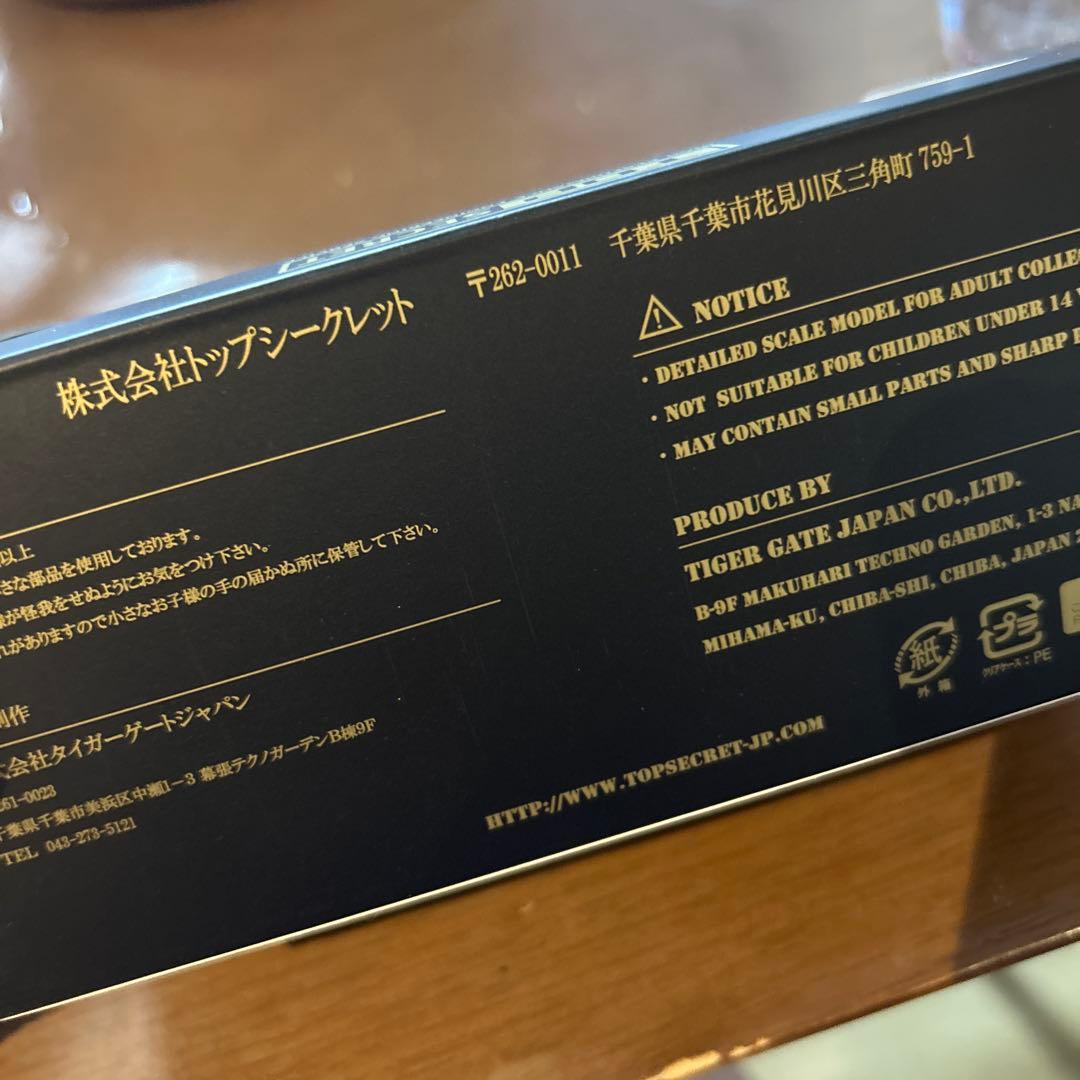 株式会社トップシークレット
〒262-0011 千葉県千葉市花見川区三角町 759-1
以上
さな部品を使用しております。
様が怪我をせぬようにお気をつけ下さい。
れがありますので小さなお子様の手の届かぬ所に保管して下さい。
制作
式会社タイガーゲートジャパン
261-0023
千葉県千葉市美浜区中瀬1-3 幕張テクノガーデンB棟9F
TEL 043-273-5121
NOTICE
・DETAILED SCALE MODEL FOR ADULT COLLE
・NOT SUITABLE FOR CHILDREN UNDER 14
・MAY CONTAIN SMALL PARTS AND SHARP
PRODUCE BY
TIGER GATE JAPAN CO.,LTD.
B-9F MAKUHARI TECHNO GARDEN, 1-3 NA
MIHAMA-KU, CHIBA-SHI, CHIBA, JAPAN 2
紙
外箱
プラ
クリアケース:PE
HTTP://WWW.TOPSECRET-JP.COM